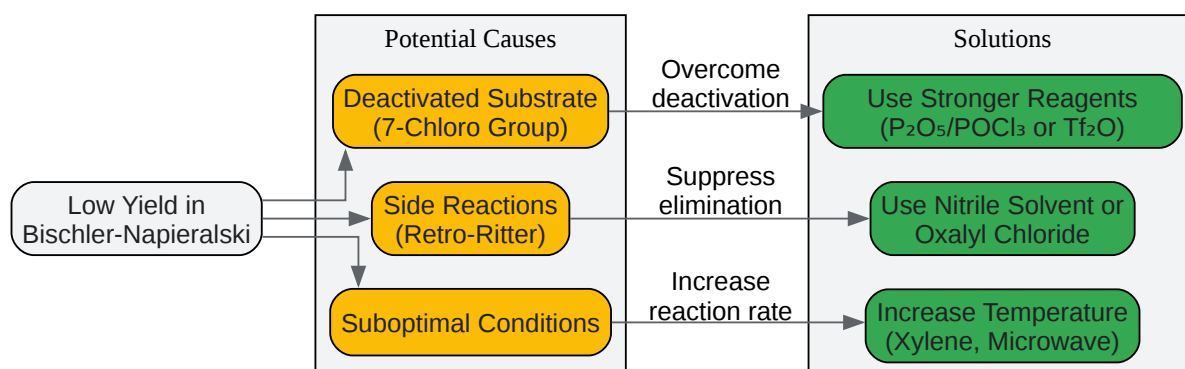 Potential Causes
Solutions
Low Yield in
Bischler-Napieralski
Deactivated Substrate
(7-Chloro Group)
Overcome
deactivation
Use Stronger Reagents
(P₂O₅/POCl₃ or Tf₂O)
Side Reactions
(Retro-Ritter)
Suppress
elimination
Use Nitrile Solvent or
Oxalyl Chloride
Suboptimal Conditions
Increase
reaction rate
Increase Temperature
(Xylene, Microwave)